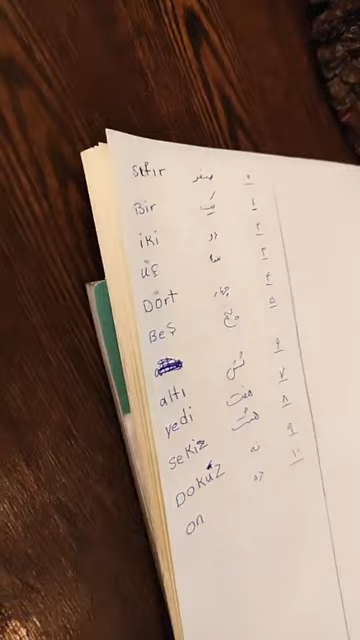 Sıfır صفر ۰
Bir یک ۱
iki دو ۲
üç سه ۳
Dört چهار ۴
Beş پنج ۵
altı شش ۶
yedi هفت ۷
sekiz هشت ۸
Dokuz نه ۹
on ده ۱۰